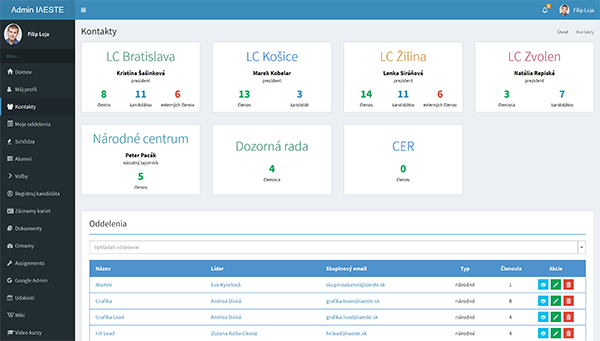 Admin IAESTE
Filip Loja
Filip Loja
Menu
Domov
Môj profil
Kontakty
Moje oddelenia
Schôdza
Alumni
Voľby
Registruj kandidáta
Záznamy kariet
Dokumenty
Oznamy
Assignments
Google Admin
Udalosti
Wiki
Video kurzy
Kontakty
Úvod
Kontakty
LC Bratislava
Kristína Šašinková
prezident
8 11 6
členov kandidátov externých členov
LC Košice
Marek Kobelar
prezident
13 3
členov kandidáti
LC Žilina
Lenka Siráňová
prezident
14 11 6
členov kandidátov externých členov
LC Zvolen
Natália Repiská
prezident
3 7
členovia kandidátov
Národné centrum
Peter Pacák
národný tajomník
5
členov
Dozorná rada
4
členovia
CER
0
členov
Oddelenia
Vyhľadať oddelenie
Názov Líder Skupinový email Typ Členovia Akcie
Alumni Eva Kyselová skupinaalumni@iaeste.sk národné 1
Grafika Andrea Dická grafika.team@iaeste.sk národné 8
Grafika Lead Andrea Dická grafika.lead@iaeste.sk národné 4
HR Lead Zuzana Košarčíková hr.lead@iaeste.sk národné 4